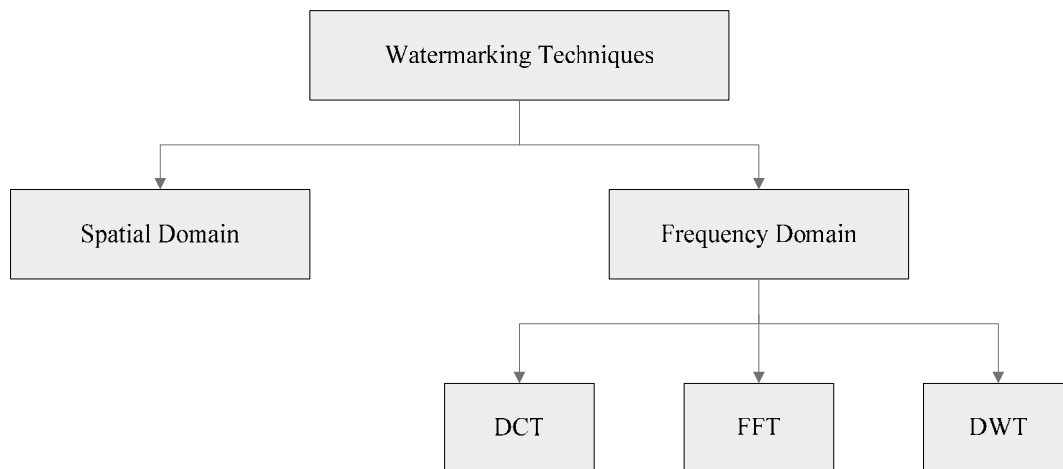 Watermarking Techniques
Spatial Domain
Frequency Domain
DCT
FFT
DWT